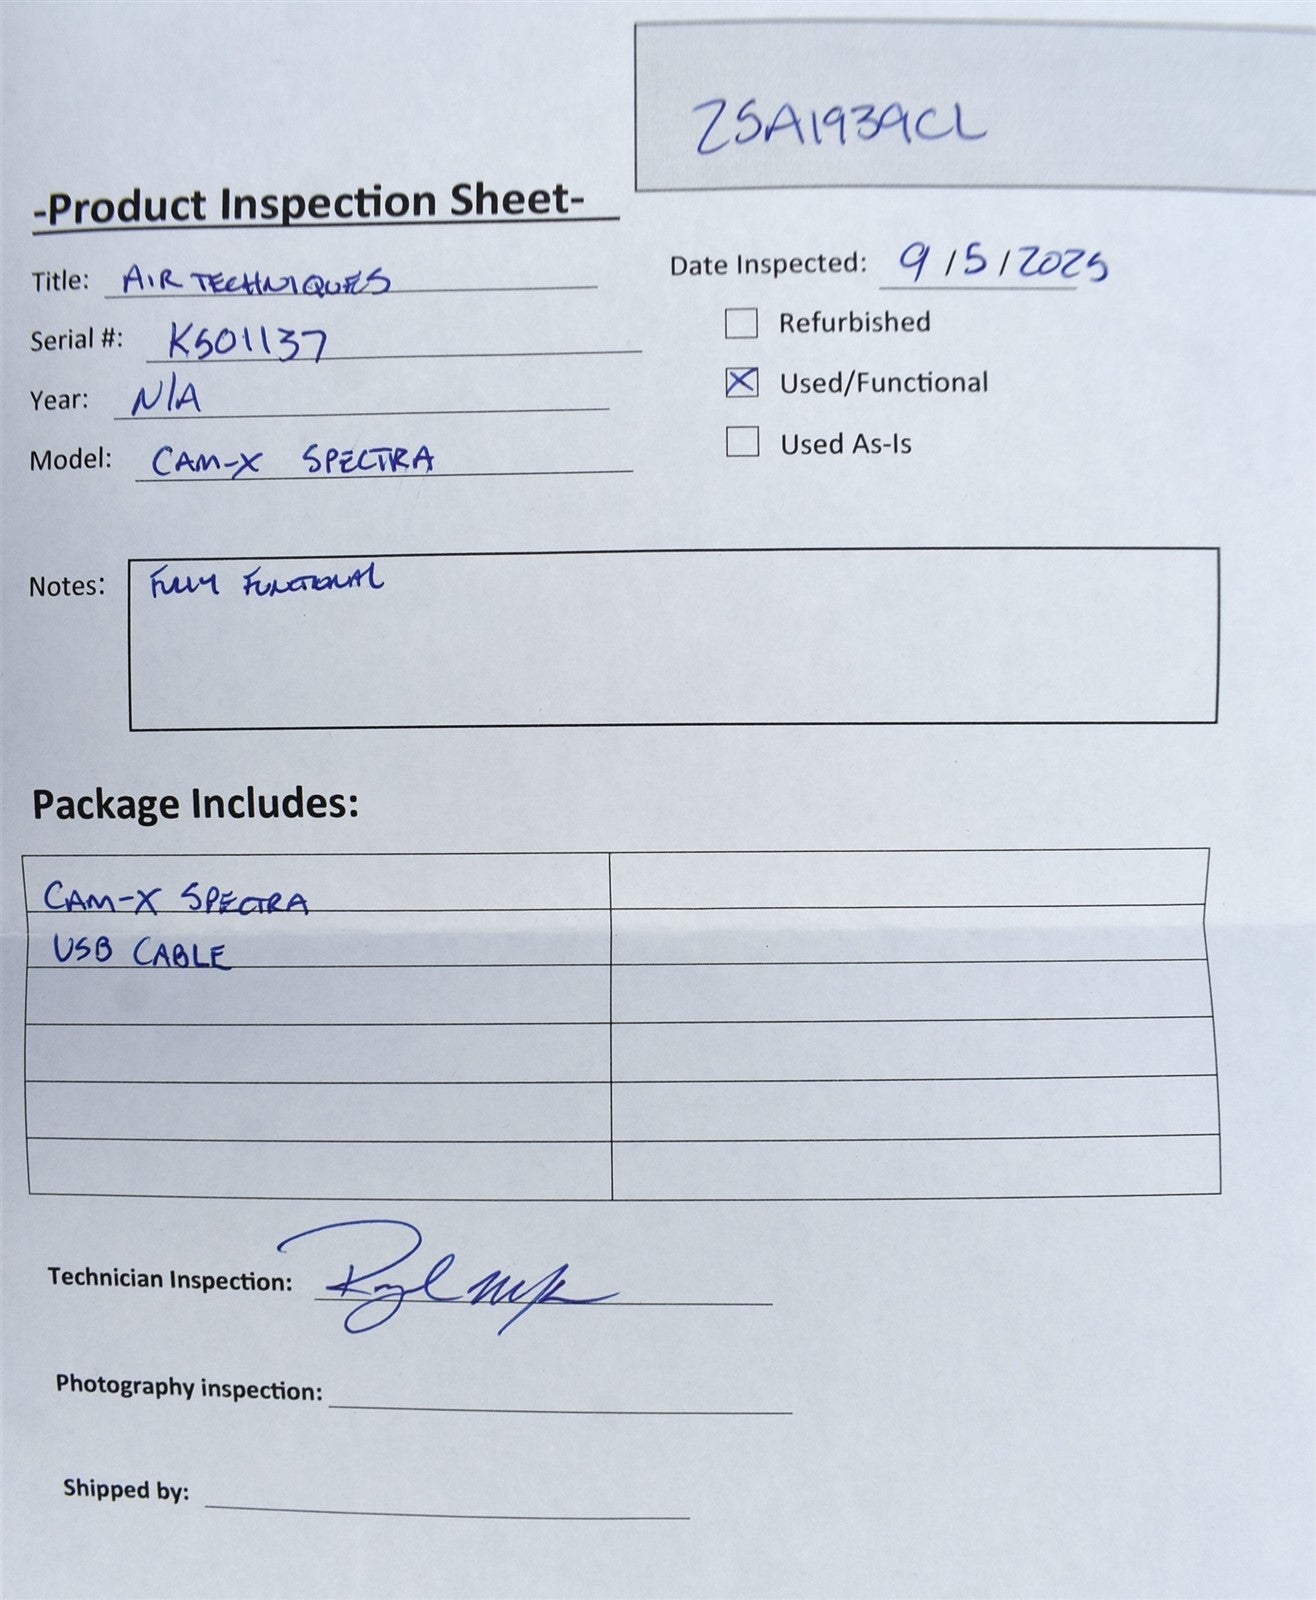 25A1939CL
-Product Inspection Sheet-
Title: AIR TECHNIQUES
Date Inspected: 9/5/2025
Refurbished
Serial #: K501137
Used/Functional
Year: N/A
Used As-Is
Model: CAM-X SPECTRA
Notes: FULLY FUNCTIONAL
Package Includes:
CAM-X SPECTRA
USB CABLE
Technician Inspection:
Photography inspection:
Shipped by: